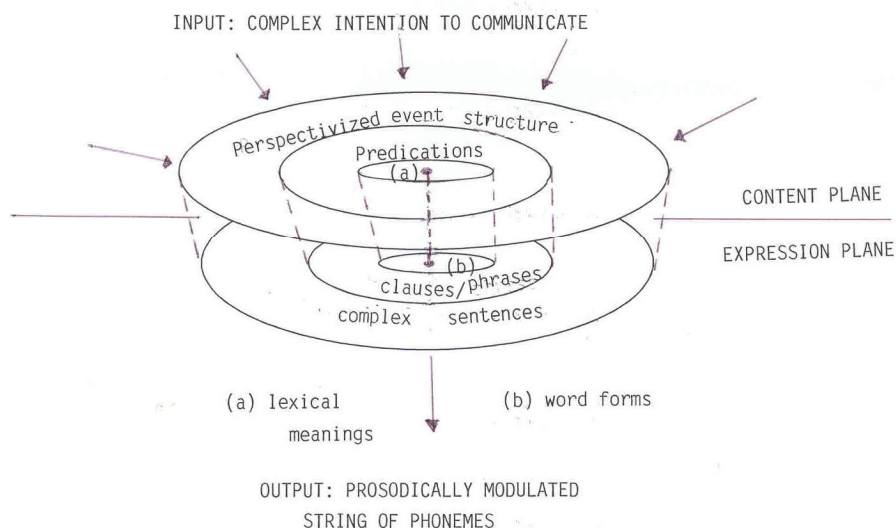 INPUT: COMPLEX INTENTION TO COMMUNICATE
Perspectivized event structure
Predications
(a)
CONTENT PLANE
EXPRESSION PLANE
(b)
clauses/phrases
complex sentences
(a) lexical meanings
(b) word forms
OUTPUT: PROSODICALLY MODULATED
STRING OF PHONEMES